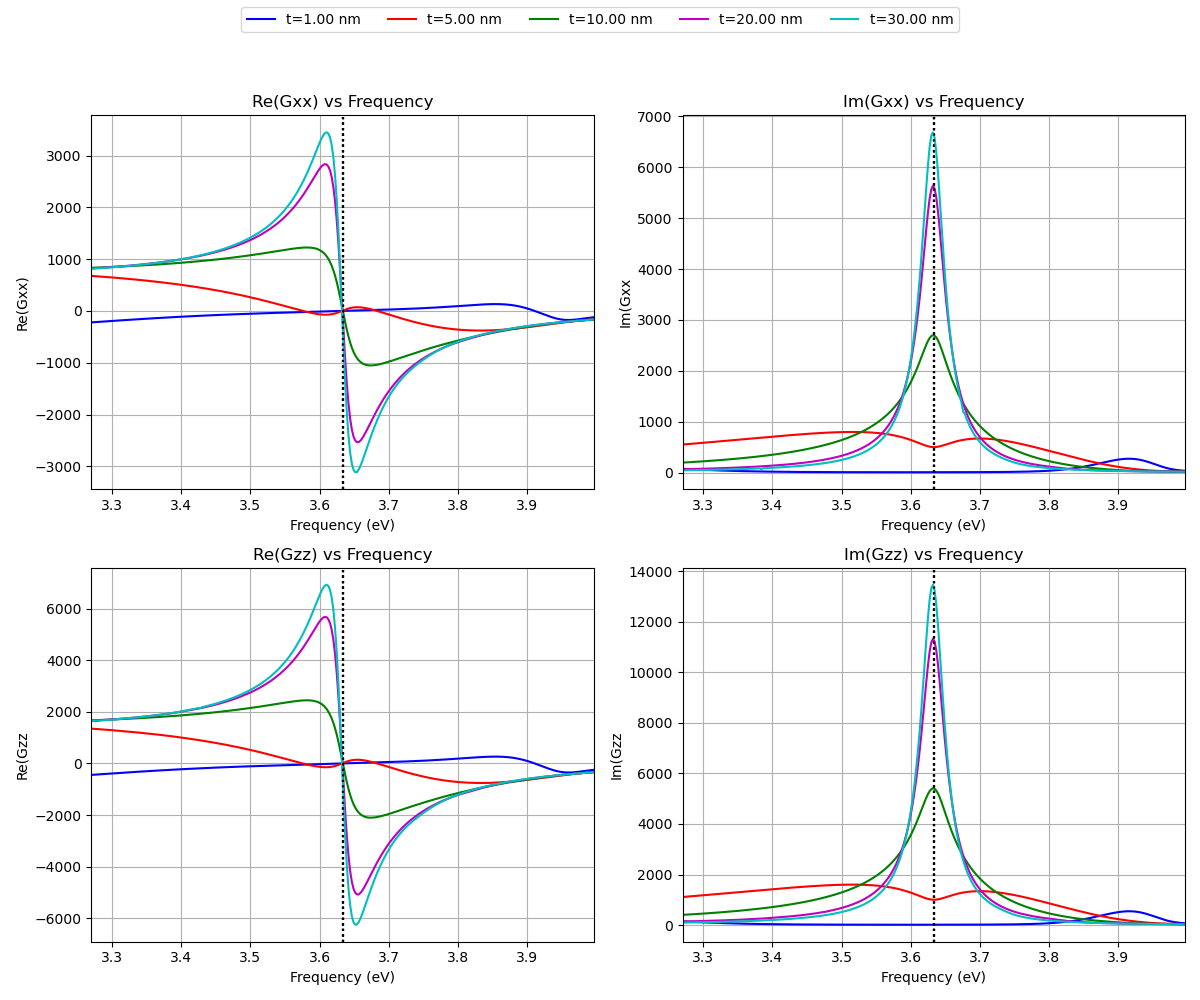 t=1.00 nm t=5.00 nm t=10.00 nm t=20.00 nm t=30.00 nm
Re(Gxx) vs Frequency
3000
2000
1000
0
−1000
−2000
−3000
Re(Gxx)
3.3 3.4 3.5 3.6 3.7 3.8 3.9
Frequency (eV)
Im(Gxx) vs Frequency
7000
6000
5000
4000
3000
2000
1000
0
Im(Gxx
3.3 3.4 3.5 3.6 3.7 3.8 3.9
Frequency (eV)
Re(Gzz) vs Frequency
6000
4000
2000
0
−2000
−4000
−6000
Re(Gzz
3.3 3.4 3.5 3.6 3.7 3.8 3.9
Frequency (eV)
Im(Gzz) vs Frequency
14000
12000
10000
8000
6000
4000
2000
0
Im(Gzz
3.3 3.4 3.5 3.6 3.7 3.8 3.9
Frequency (eV)